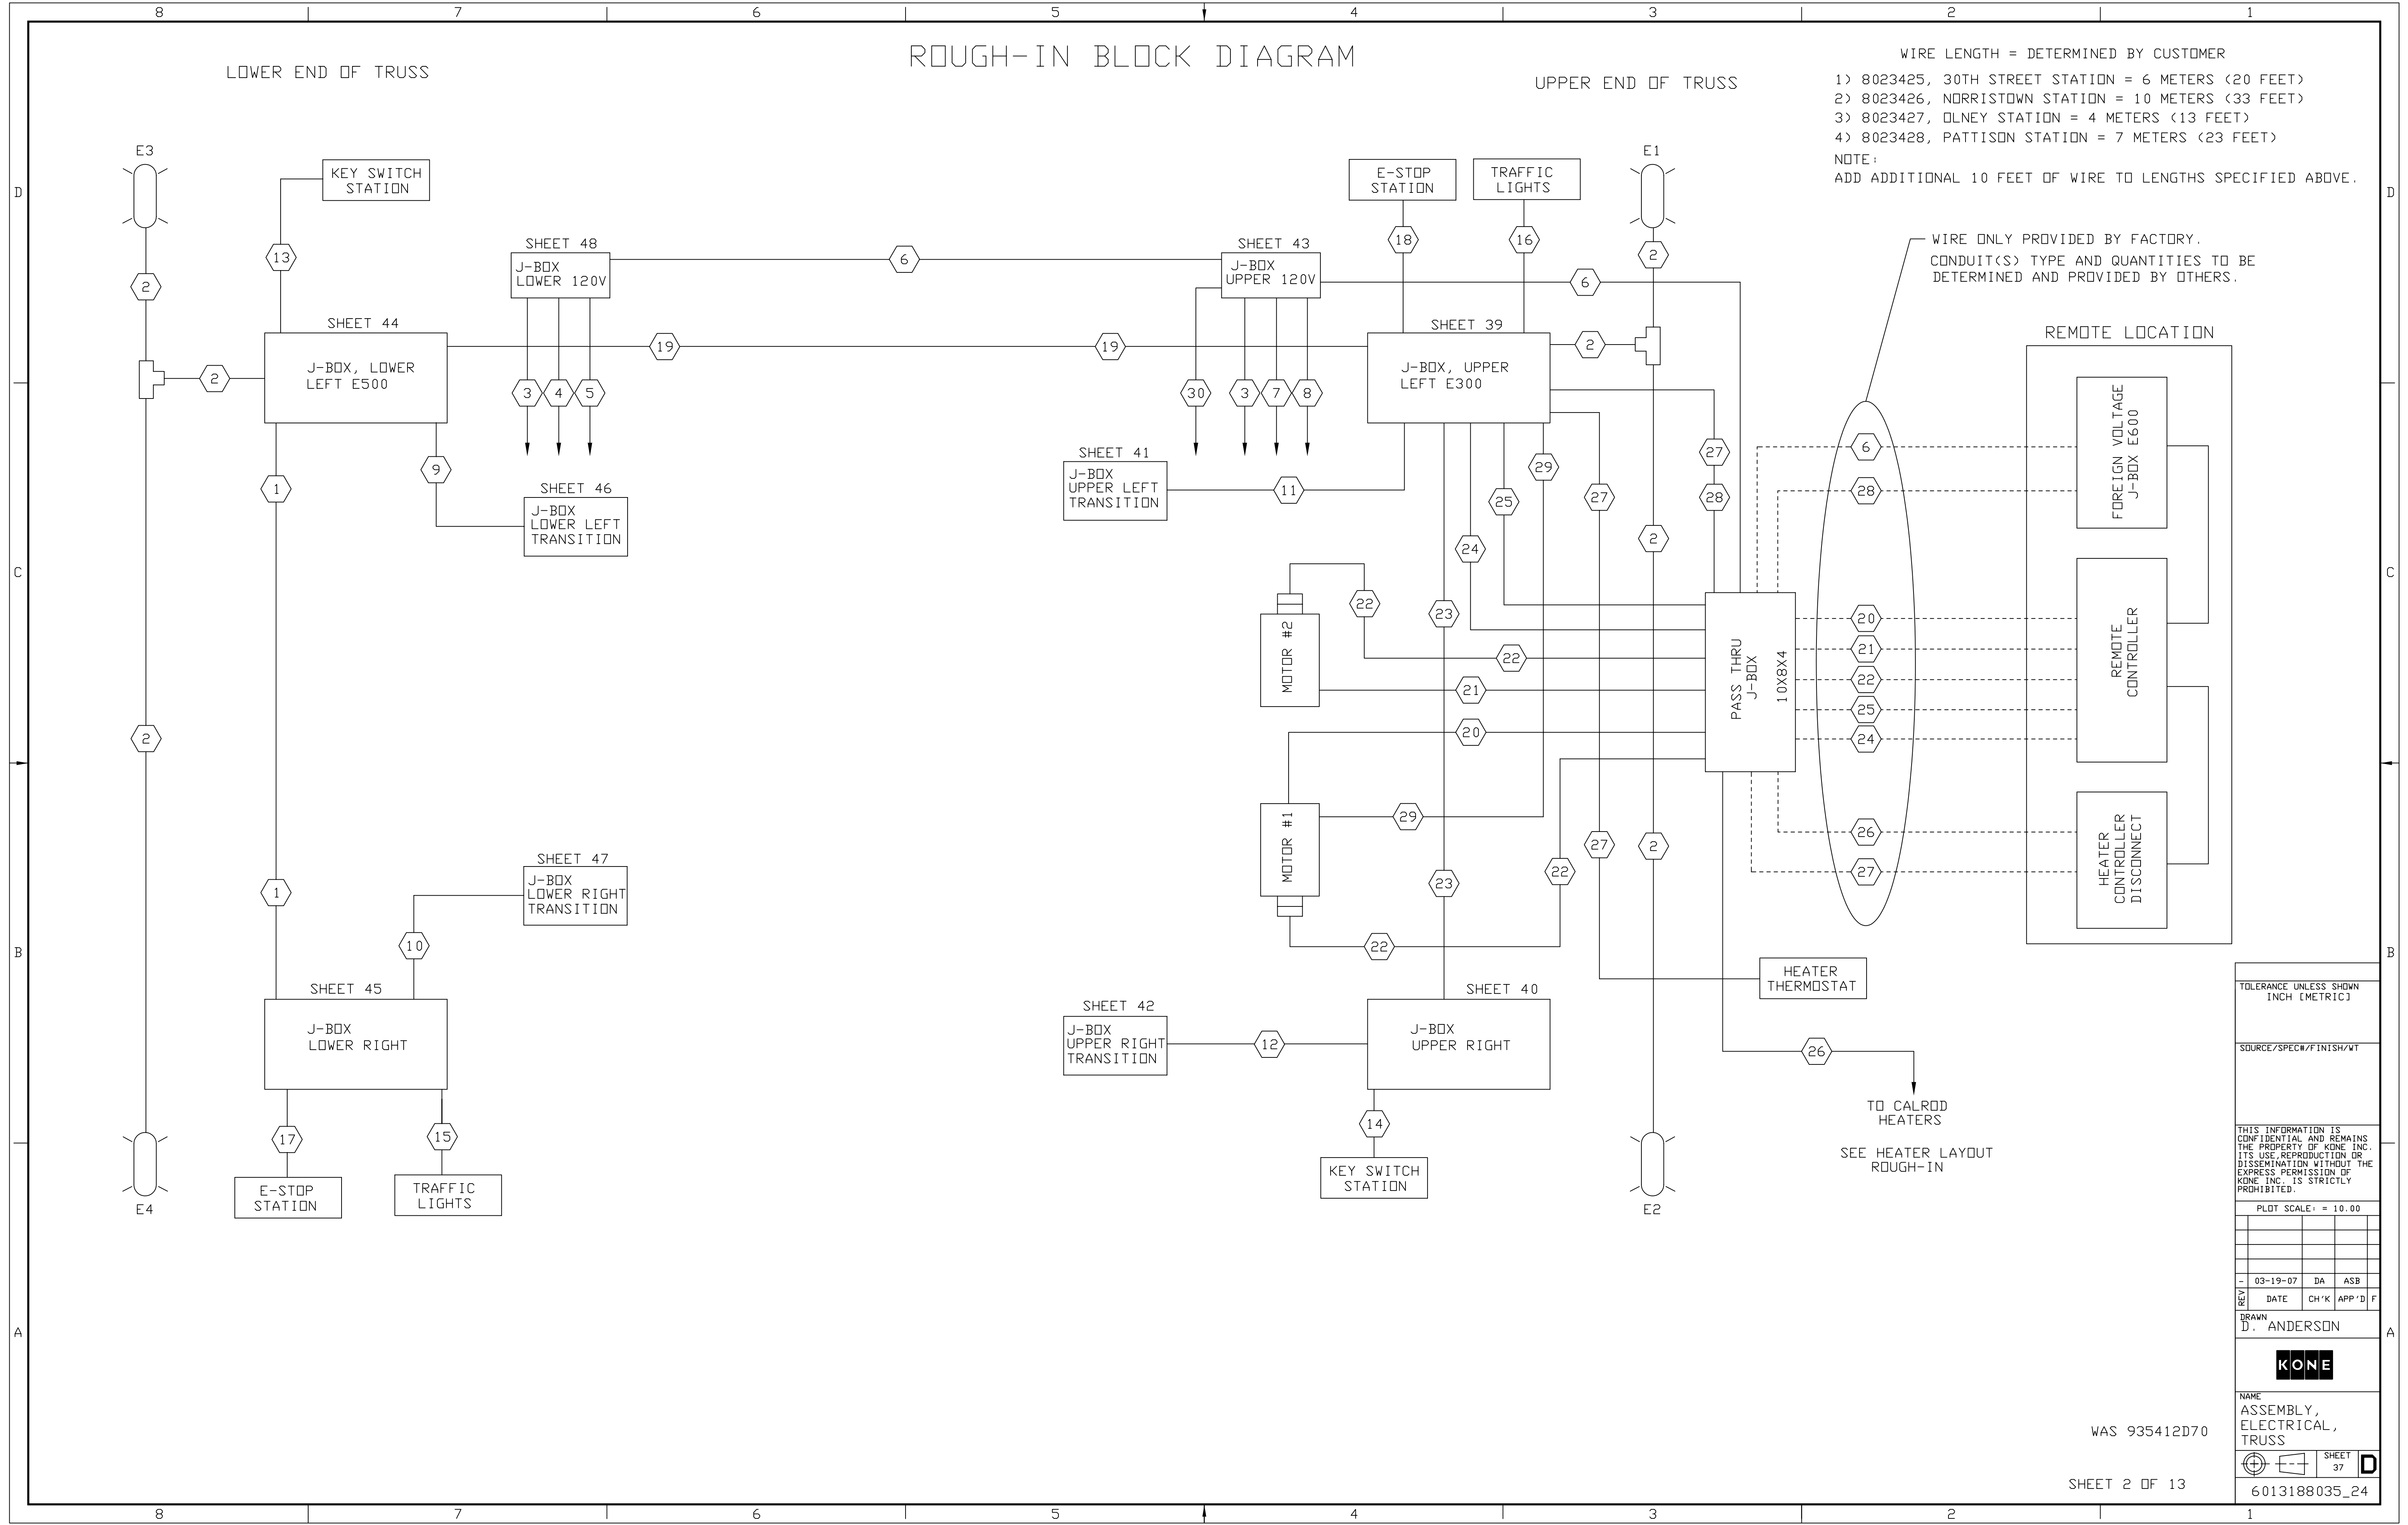 8 7 6 5 4 3 2 1
ROUGH-IN BLOCK DIAGRAM
LOWER END OF TRUSS
UPPER END OF TRUSS
WIRE LENGTH = DETERMINED BY CUSTOMER
1) 8023425, 30TH STREET STATION = 6 METERS (20 FEET)
2) 8023426, NORRISTOWN STATION = 10 METERS (33 FEET)
3) 8023427, OLNEY STATION = 4 METERS (13 FEET)
4) 8023428, PATTISON STATION = 7 METERS (23 FEET)
NOTE:
ADD ADDITIONAL 10 FEET OF WIRE TO LENGTHS SPECIFIED ABOVE.
WIRE ONLY PROVIDED BY FACTORY.
CONDUIT(S) TYPE AND QUANTITIES TO BE
DETERMINED AND PROVIDED BY OTHERS.
D
D
E3
2
2
2
KEY SWITCH
STATION
13
SHEET 44
J-BOX, LOWER
LEFT E500
SHEET 48
J-BOX
LOWER 120V
3
4
5
6
19
19
9
SHEET 46
J-BOX
LOWER LEFT
TRANSITION
1
1
SHEET 47
J-BOX
LOWER RIGHT
TRANSITION
10
SHEET 45
J-BOX
LOWER RIGHT
17
15
E-STOP
STATION
TRAFFIC
LIGHTS
E4
SHEET 43
J-BOX
UPPER 120V
30
3
7
8
6
E-STOP
STATION
18
TRAFFIC
LIGHTS
16
E1
2
2
2
2
SHEET 39
J-BOX, UPPER
LEFT E300
SHEET 41
J-BOX
UPPER LEFT
TRANSITION
11
29
25
24
23
27
27
28
22
22
MOTOR #2
21
20
MOTOR #1
29
27
22
22
23
PASS THRU
J-BOX
10X8X4
6
28
20
21
22
25
24
26
27
REMOTE LOCATION
FOREIGN VOLTAGE
J-BOX E600
REMOTE
CONTROLLER
HEATER
CONTROLLER
DISCONNECT
HEATER
THERMOSTAT
SHEET 42
J-BOX
UPPER RIGHT
TRANSITION
12
SHEET 40
J-BOX
UPPER RIGHT
14
KEY SWITCH
STATION
E2
26
TO CALROD
HEATERS
SEE HEATER LAYOUT
ROUGH-IN
C
C
B
B
A
A
TOLERANCE UNLESS SHOWN
INCH [METRIC]
SOURCE/SPEC#/FINISH/WT
THIS INFORMATION IS
CONFIDENTIAL AND REMAINS
THE PROPERTY OF KONE INC.
ITS USE,REPRODUCTION OR
DISSEMINATION WITHOUT THE
EXPRESS PERMISSION OF
KONE INC. IS STRICTLY
PROHIBITED.
PLOT SCALE: = 10.00
- 03-19-07 DA ASB
REV DATE CH'K APP'D F
DRAWN
D. ANDERSON
KONE
NAME
ASSEMBLY,
ELECTRICAL,
TRUSS
SHEET
37
D
6013188035_24
WAS 935412D70
SHEET 2 OF 13
8 7 6 5 4 3 2 1